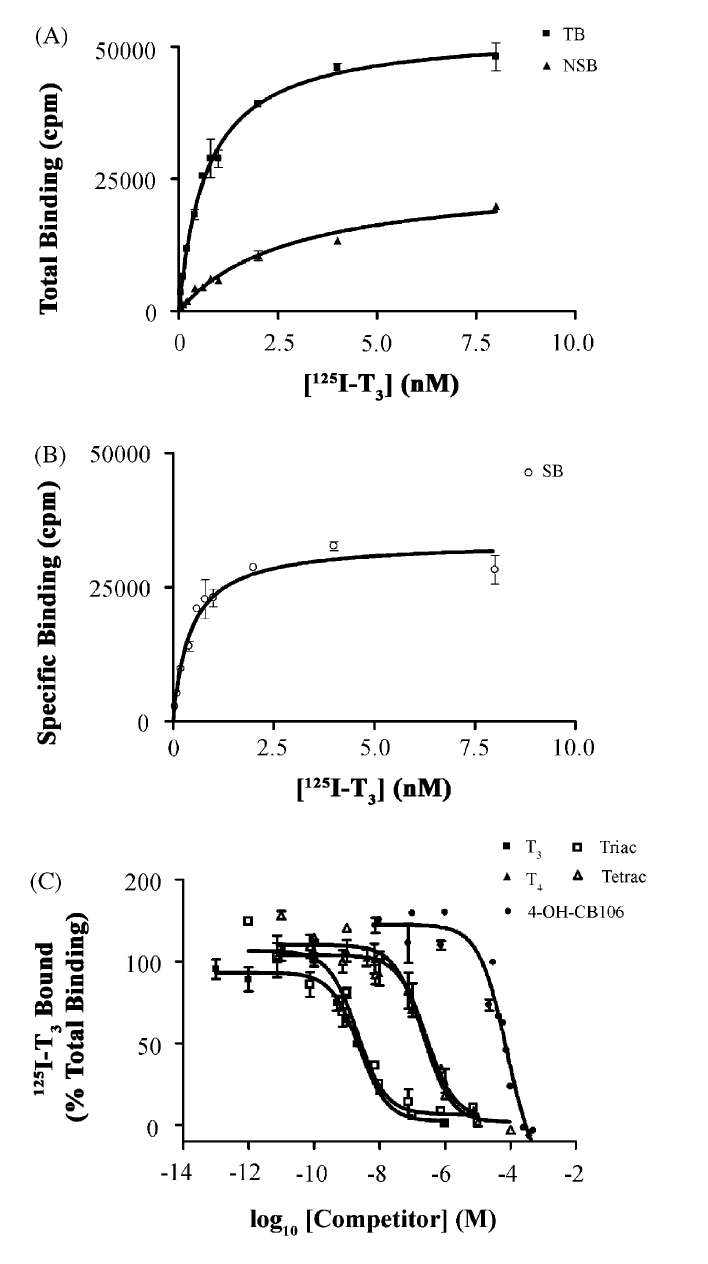 (A)
TB
NSB
50000
25000
0
Total Binding (cpm)
0 2.5 5.0 7.5 10.0
[¹²⁵I-T₃] (nM)
(B)
SB
50000
25000
0
Specific Binding (cpm)
0 2.5 5.0 7.5 10.0
[¹²⁵I-T₃] (nM)
(C)
T₃ Triac
T₄ Tetrac
4-OH-CB106
200
100
50
0
¹²⁵I-T₃ Bound
(% Total Binding)
-14 -12 -10 -8 -6 -4 -2
log₁₀ [Competitor] (M)